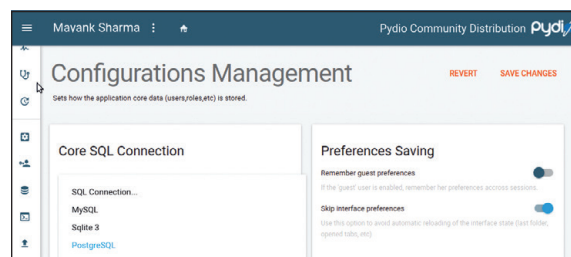 Mavank Sharma
Pydio Community Distribution pydi
Configurations Management
REVERT SAVE CHANGES
Sets how the application core data (users,roles,etc) is stored.
Core SQL Connection
SQL Connection...
MySQL
Sqlite 3
PostgreSQL
Preferences Saving
Remember guest preferences
If the 'guest' user is enabled, remember her preferences accross sessions.
Skip interface preferences
Use this option to avoid automatic reloading of the interface state (last folder,
opened tabs, etc)